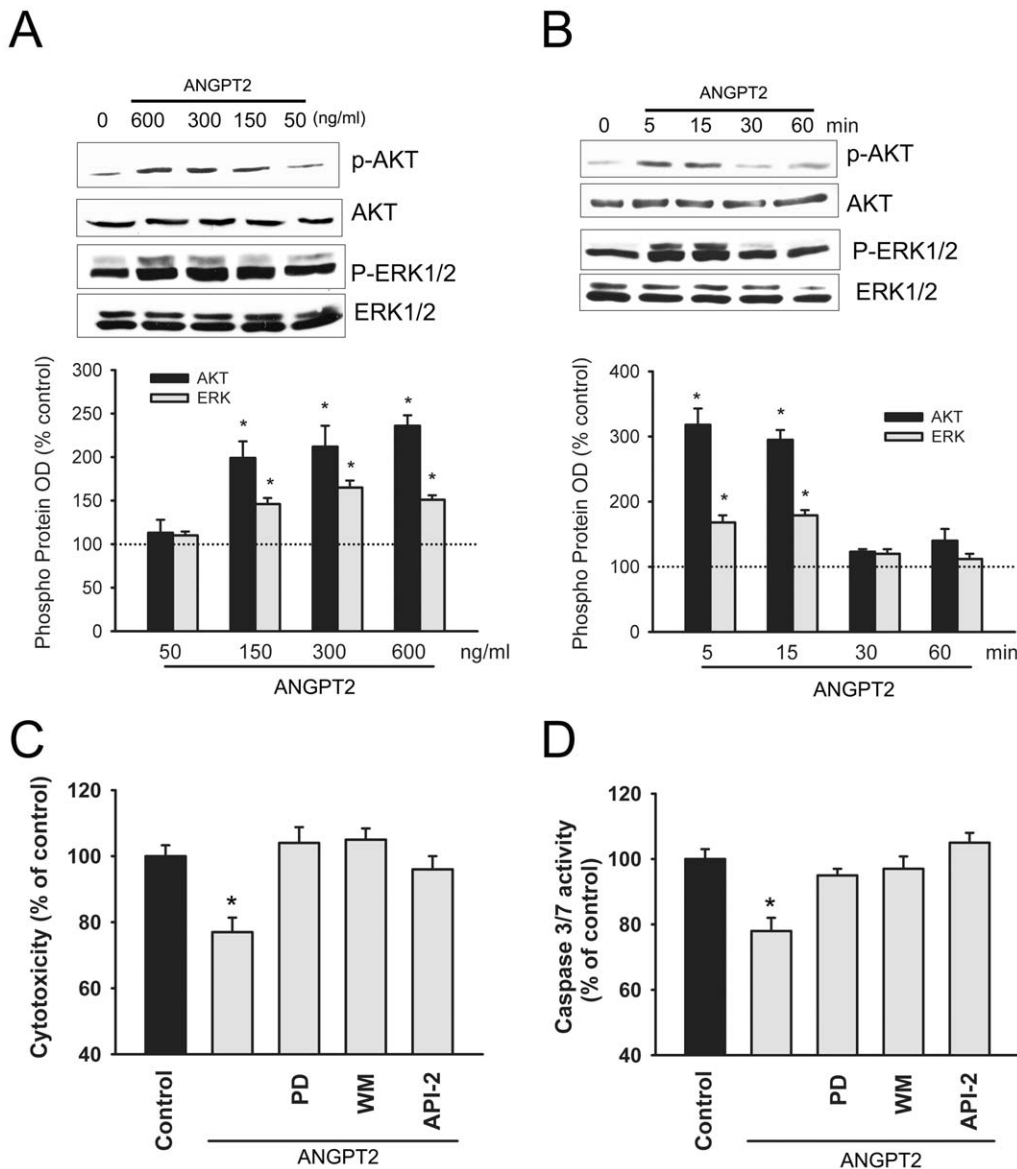 A
ANGPT2
0 600 300 150 50 (ng/ml)
p-AKT
AKT
P-ERK1/2
ERK1/2
Phospho Protein OD (% control)
300
250
200
150
100
50
0
AKT
ERK
* * * * * *
50 150 300 600 ng/ml
ANGPT2
B
ANGPT2
0 5 15 30 60 min
p-AKT
AKT
P-ERK1/2
ERK1/2
Phospho Protein OD (% control)
400
300
200
100
0
AKT
ERK
* * * *
5 15 30 60 min
ANGPT2
C
Cytotoxicity (% of control)
120
100
80
60
40
*
Control PD WM API-2
ANGPT2
D
Caspase 3/7 activity
(% of control)
120
100
80
60
40
*
Control PD WM API-2
ANGPT2